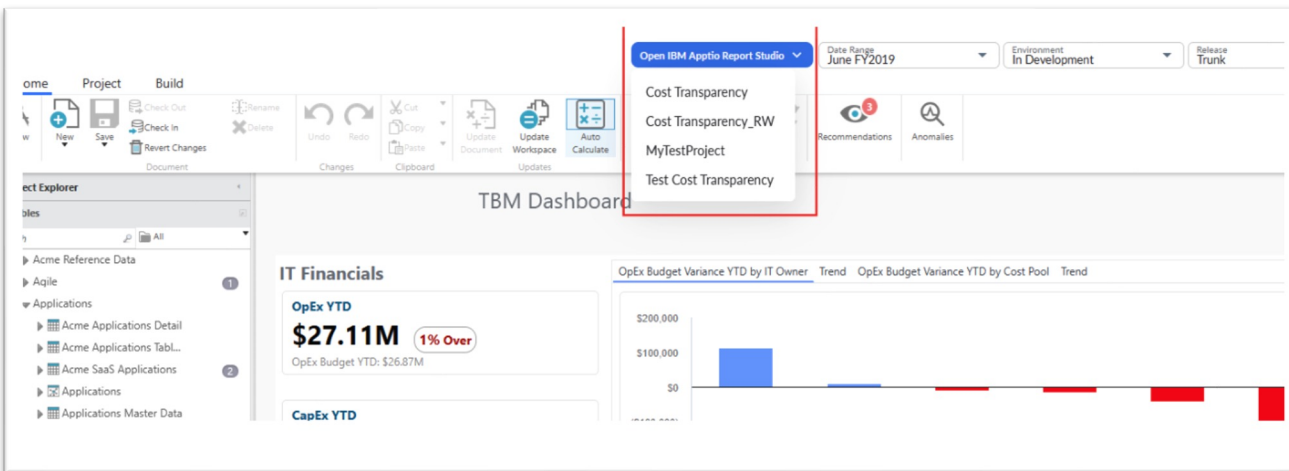 Open IBM Apptio Report Studio
Date Range
June FY2019
Environment
In Development
Release
Trunk
Cost Transparency
Cost Transparency_RW
MyTestProject
Test Cost Transparency
ome Project Build
New
Save
Check Out
Check In
Revert Changes
Document
Rename
Delete
Undo
Redo
Changes
Cut
Copy
Paste
Clipboard
Update
Document
Update
Workspace
Auto
Calculate
Updates
3
Recommendations
Anomalies
ect Explorer
bles
All
Acme Reference Data
Agile 1
Applications
Acme Applications Detail
Acme Applications Tabl...
Acme SaaS Applications 2
Applications
Applications Master Data
TBM Dashboard
IT Financials
OpEx YTD
$27.11M 1% Over
OpEx Budget YTD: $26.87M
CapEx YTD
OpEx Budget Variance YTD by IT Owner Trend OpEx Budget Variance YTD by Cost Pool Trend
$200,000
$100,000
$0